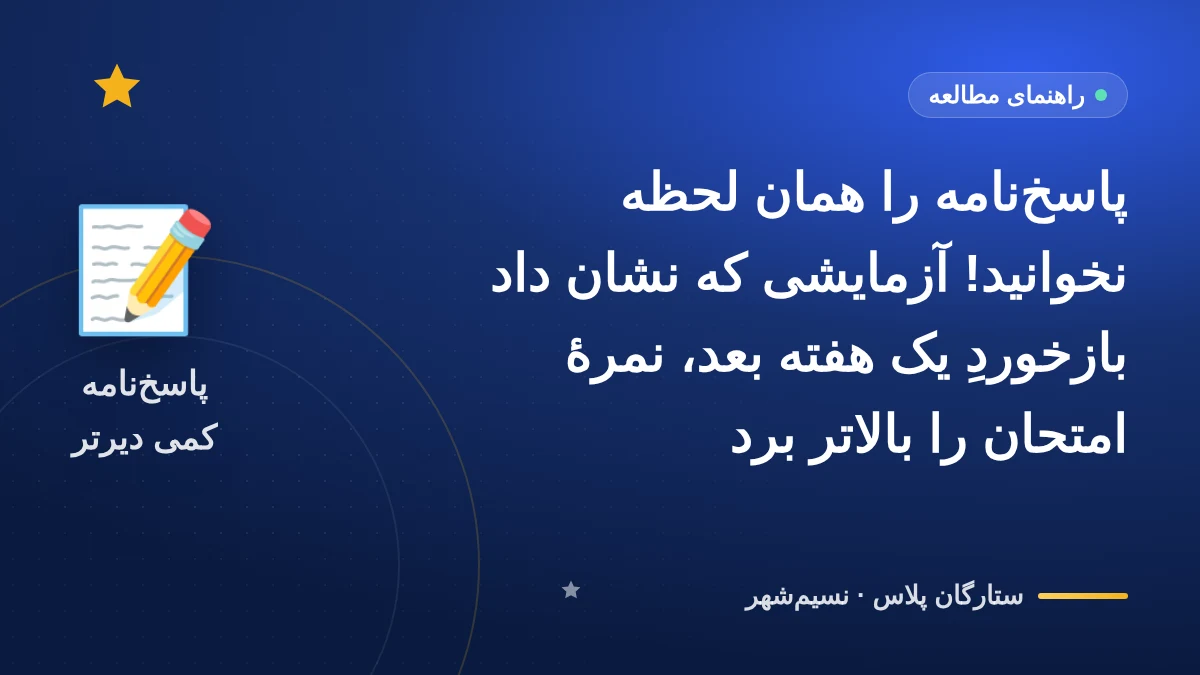 راهنمای مطالعه
پاسخ‌نامه را همان لحظه
نخوانید! آزمایشی که نشان داد
بازخوردِ یک هفته بعد، نمرهٔ
امتحان را بالاتر برد
پاسخ‌نامه
کمی دیرتر
ستارگان پلاس · نسیم‌شهر